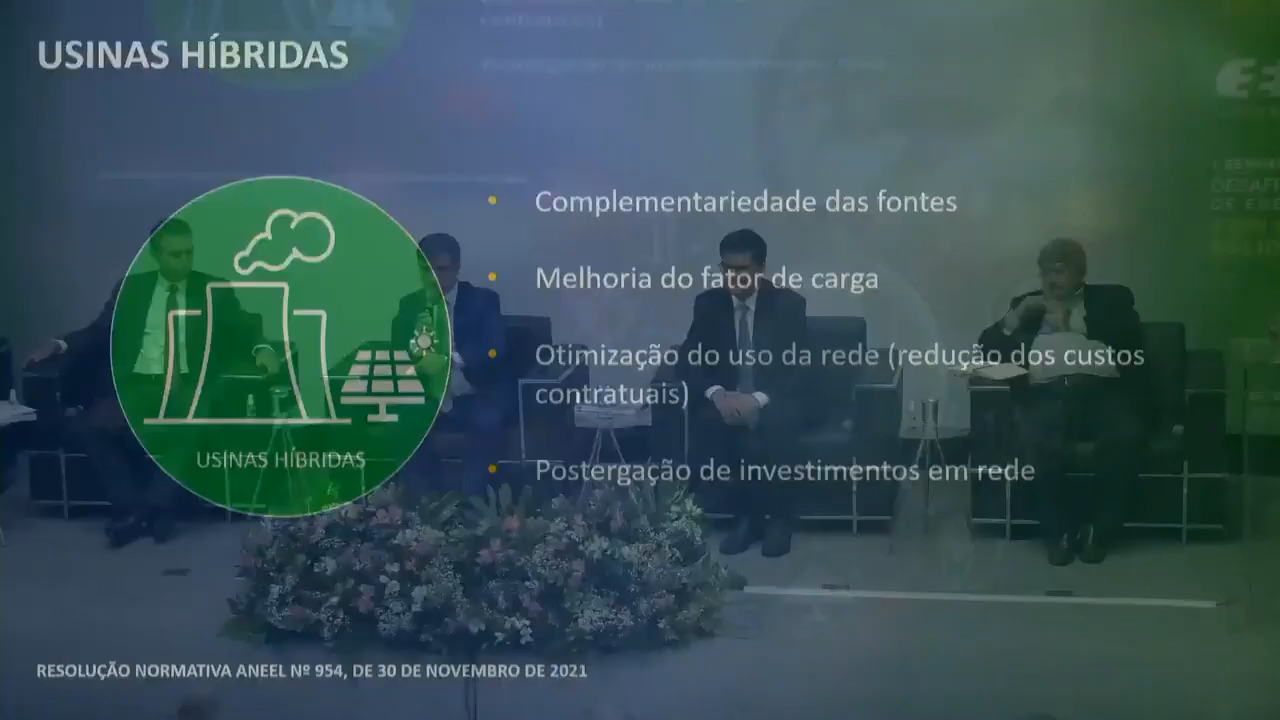 USINAS HÍBRIDAS
Complementariedade das fontes
Melhoria do fator de carga
Otimização do uso da rede (redução dos custos
contratuais)
Postergação de investimentos em rede
USINAS HÍBRIDAS
RESOLUÇÃO NORMATIVA ANEEL Nº 954, DE 30 DE NOVEMBRO DE 2021